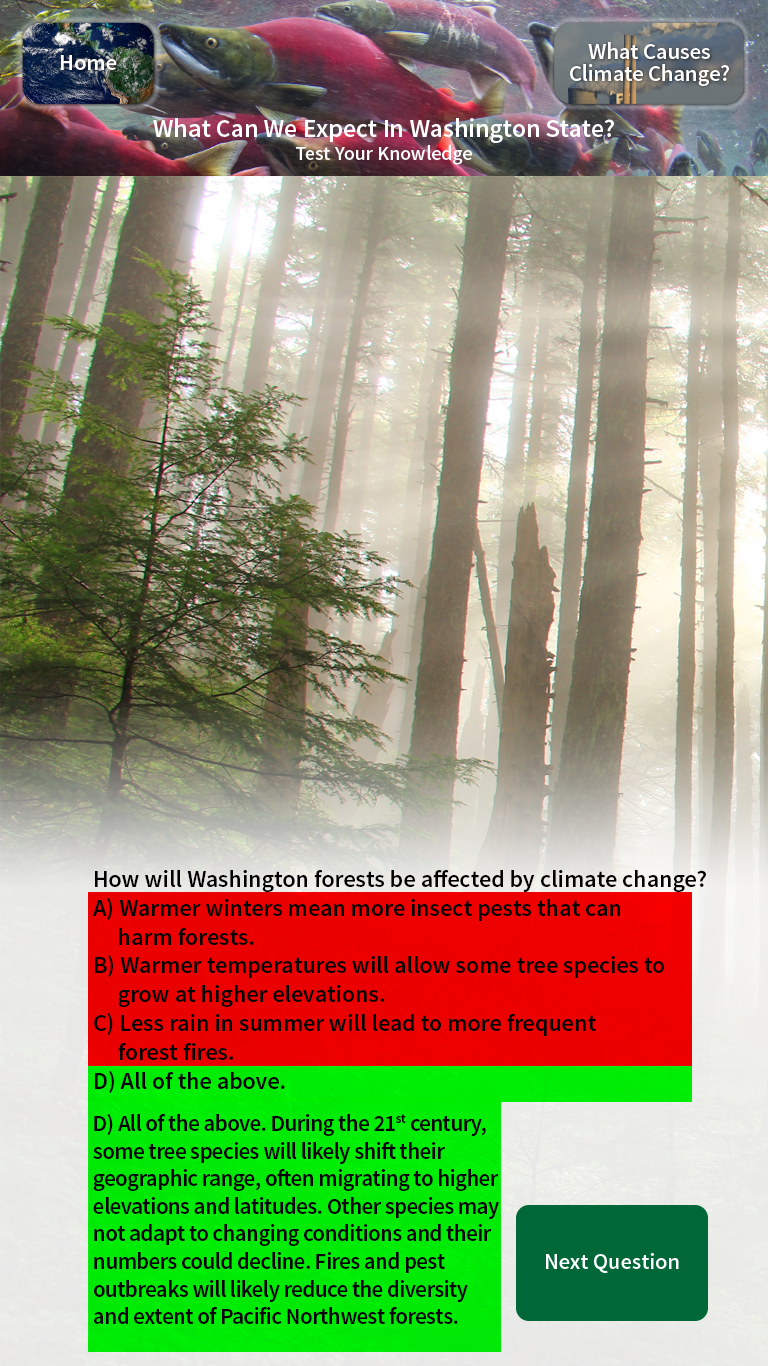 Home
What Causes
Climate Change?
What Can We Expect In Washington State?
Test Your Knowledge
How will Washington forests be affected by climate change?
A) Warmer winters mean more insect pests that can
harm forests.
B) Warmer temperatures will allow some tree species to
grow at higher elevations.
C) Less rain in summer will lead to more frequent
forest fires.
D) All of the above.
D) All of the above. During the 21st century,
some tree species will likely shift their
geographic range, often migrating to higher
elevations and latitudes. Other species may
not adapt to changing conditions and their
numbers could decline. Fires and pest
outbreaks will likely reduce the diversity
and extent of Pacific Northwest forests.
Next Question